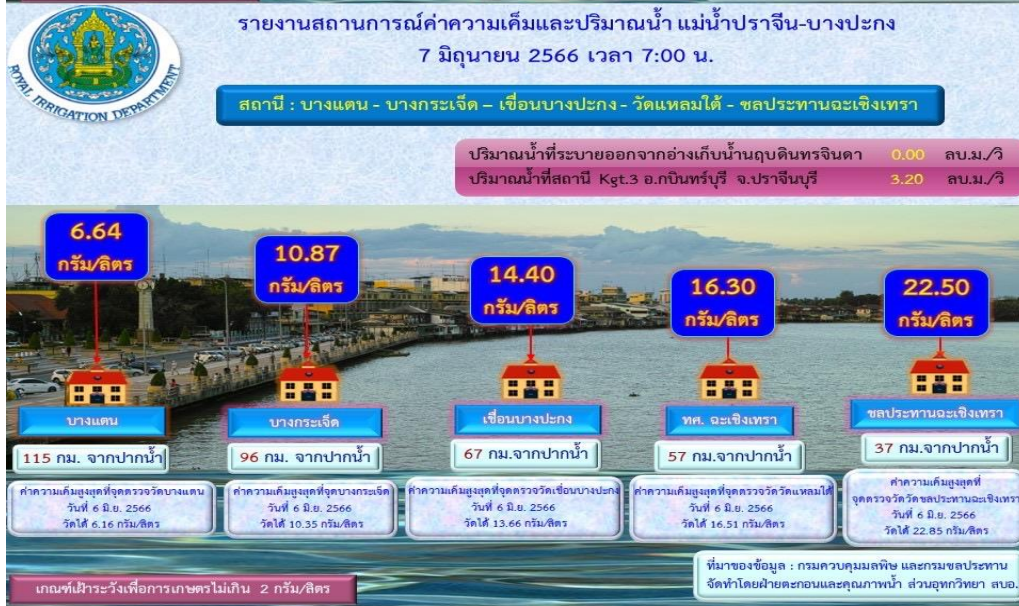 รายงานสถานการณ์ค่าความเค็มและปริมาณน้ำ แม่น้ำปราจีน-บางปะกง
7 มิถุนายน 2566 เวลา 7:00 น.
ROYAL IRRIGATION DEPARTMENT
สถานี : บางแตน - บางกระเจ็ด – เขื่อนบางปะกง - วัดแหลมใต้ - ชลประทานฉะเชิงเทรา
ปริมาณน้ำที่ระบายออกจากอ่างเก็บน้ำนฤบดินทรจินดา 0.00 ลบ.ม./วิ
ปริมาณน้ำที่สถานี Kgt.3 อ.กบินทร์บุรี จ.ปราจีนบุรี 3.20 ลบ.ม./วิ
6.64
กรัม/ลิตร
10.87
กรัม/ลิตร
14.40
กรัม/ลิตร
16.30
กรัม/ลิตร
22.50
กรัม/ลิตร
บางแตน
บางกระเจ็ด
เขื่อนบางปะกง
ทศ. ฉะเชิงเทรา
ชลประทานฉะเชิงเทรา
115 กม. จากปากน้ำ
96 กม. จากปากน้ำ
67 กม.จากปากน้ำ
57 กม.จากปากน้ำ
37 กม.จากปากน้ำ
ค่าความเค็มสูงสุดที่จุดตรวจวัดบางแตน
วันที่ 6 มิ.ย. 2566
วัดได้ 6.16 กรัม/ลิตร
ค่าความเค็มสูงสุดที่จุดบางกระเจ็ด
วันที่ 6 มิ.ย. 2566
วัดได้ 10.35 กรัม/ลิตร
ค่าความเค็มสูงสุดที่จุดตรวจวัดเขื่อนบางปะกง
วันที่ 6 มิ.ย. 2566
วัดได้ 13.66 กรัม/ลิตร
ค่าความเค็มสูงสุดที่จุดตรวจวัดวัดแหลมใต้
วันที่ 6 มิ.ย. 2566
วัดได้ 16.51 กรัม/ลิตร
ค่าความเค็มสูงสุดที่
จุดตรวจวัดวัดชลประทานฉะเชิงเทรา
วันที่ 6 มิ.ย. 2566
วัดได้ 22.85 กรัม/ลิตร
ที่มาของข้อมูล : กรมควบคุมมลพิษ และกรมชลประทาน
จัดทำโดยฝ่ายตะกอนและคุณภาพน้ำ ส่วนอุทกวิทยา สบอ.
เกณฑ์เฝ้าระวังเพื่อการเกษตรไม่เกิน 2 กรัม/ลิตร